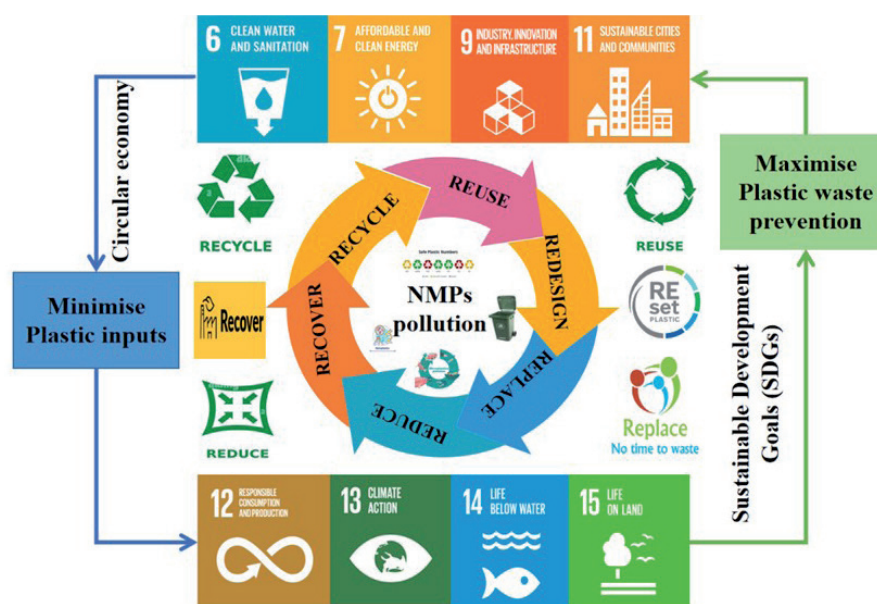 6 CLEAN WATER
AND SANITATION
7 AFFORDABLE AND
CLEAN ENERGY
9 INDUSTRY, INNOVATION
AND INFRASTRUCTURE
11 SUSTAINABLE CITIES
AND COMMUNITIES
Circular economy
Minimise
Plastic inputs
Maximise
Plastic waste
prevention
Sustainable Development
Goals (SDGs)
RECYCLE
Recover
REDUCE
REUSE
RE
set
PLASTIC
Replace
No time to waste
RECYCLE
REUSE
REDESIGN
REPLACE
REDUCE
RECOVER
NMPs
pollution
12 RESPONSIBLE
CONSUMPTION
AND PRODUCTION
13 CLIMATE
ACTION
14 LIFE
BELOW WATER
15 LIFE
ON LAND